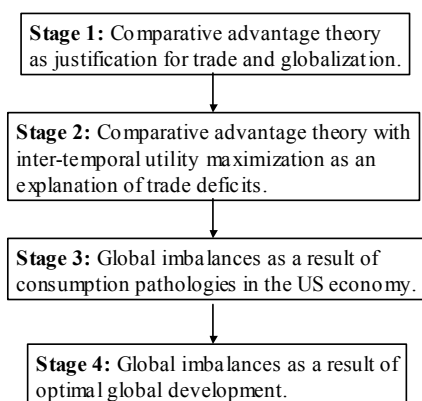 Stage 1: Comparative advantage theory
as justification for trade and globalization.
Stage 2: Comparative advantage theory with
inter-temporal utility maximization as an
explanation of trade deficits.
Stage 3: Global imbalances as a result of
consumption pathologies in the US economy.
Stage 4: Global imbalances as a result of
optimal global development.